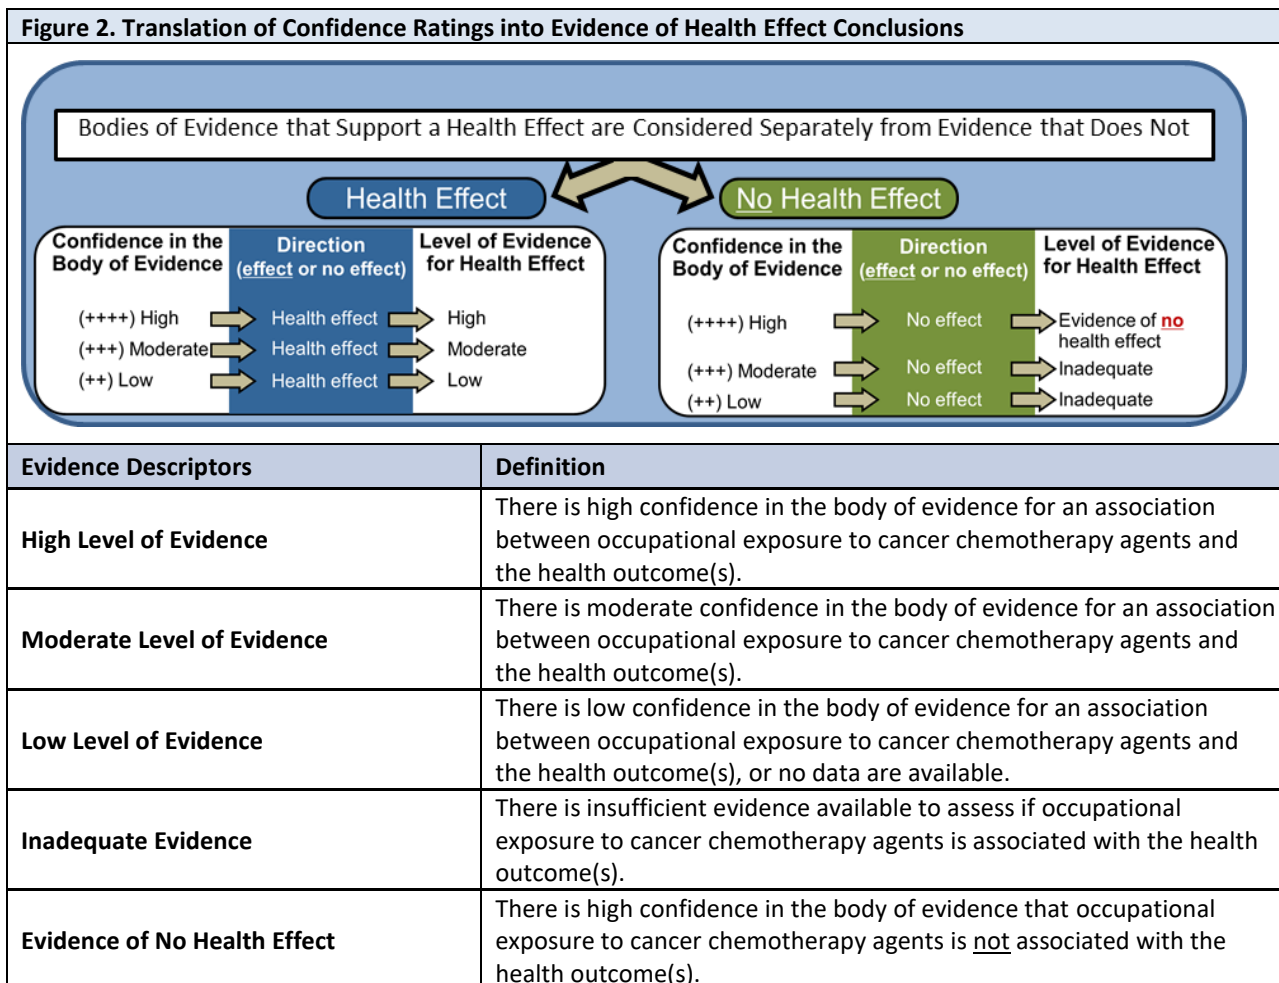 Figure 2. Translation of Confidence Ratings into Evidence of Health Effect Conclusions
Bodies of Evidence that Support a Health Effect are Considered Separately from Evidence that Does Not
Health Effect
No Health Effect
Confidence in the
Body of Evidence
Direction
(effect or no effect)
Level of Evidence
for Health Effect
(++++) High
Health effect
High
(+++) Moderate
Health effect
Moderate
(++) Low
Health effect
Low
Confidence in the
Body of Evidence
Direction
(effect or no effect)
Level of Evidence
for Health Effect
(++++) High
No effect
Evidence of no
health effect
(+++) Moderate
No effect
Inadequate
(++) Low
No effect
Inadequate
Evidence Descriptors
Definition
High Level of Evidence
There is high confidence in the body of evidence for an association
between occupational exposure to cancer chemotherapy agents and
the health outcome(s).
Moderate Level of Evidence
There is moderate confidence in the body of evidence for an association
between occupational exposure to cancer chemotherapy agents and
the health outcome(s).
Low Level of Evidence
There is low confidence in the body of evidence for an association
between occupational exposure to cancer chemotherapy agents and
the health outcome(s), or no data are available.
Inadequate Evidence
There is insufficient evidence available to assess if occupational
exposure to cancer chemotherapy agents is associated with the health
outcome(s).
Evidence of No Health Effect
There is high confidence in the body of evidence that occupational
exposure to cancer chemotherapy agents is not associated with the
health outcome(s).